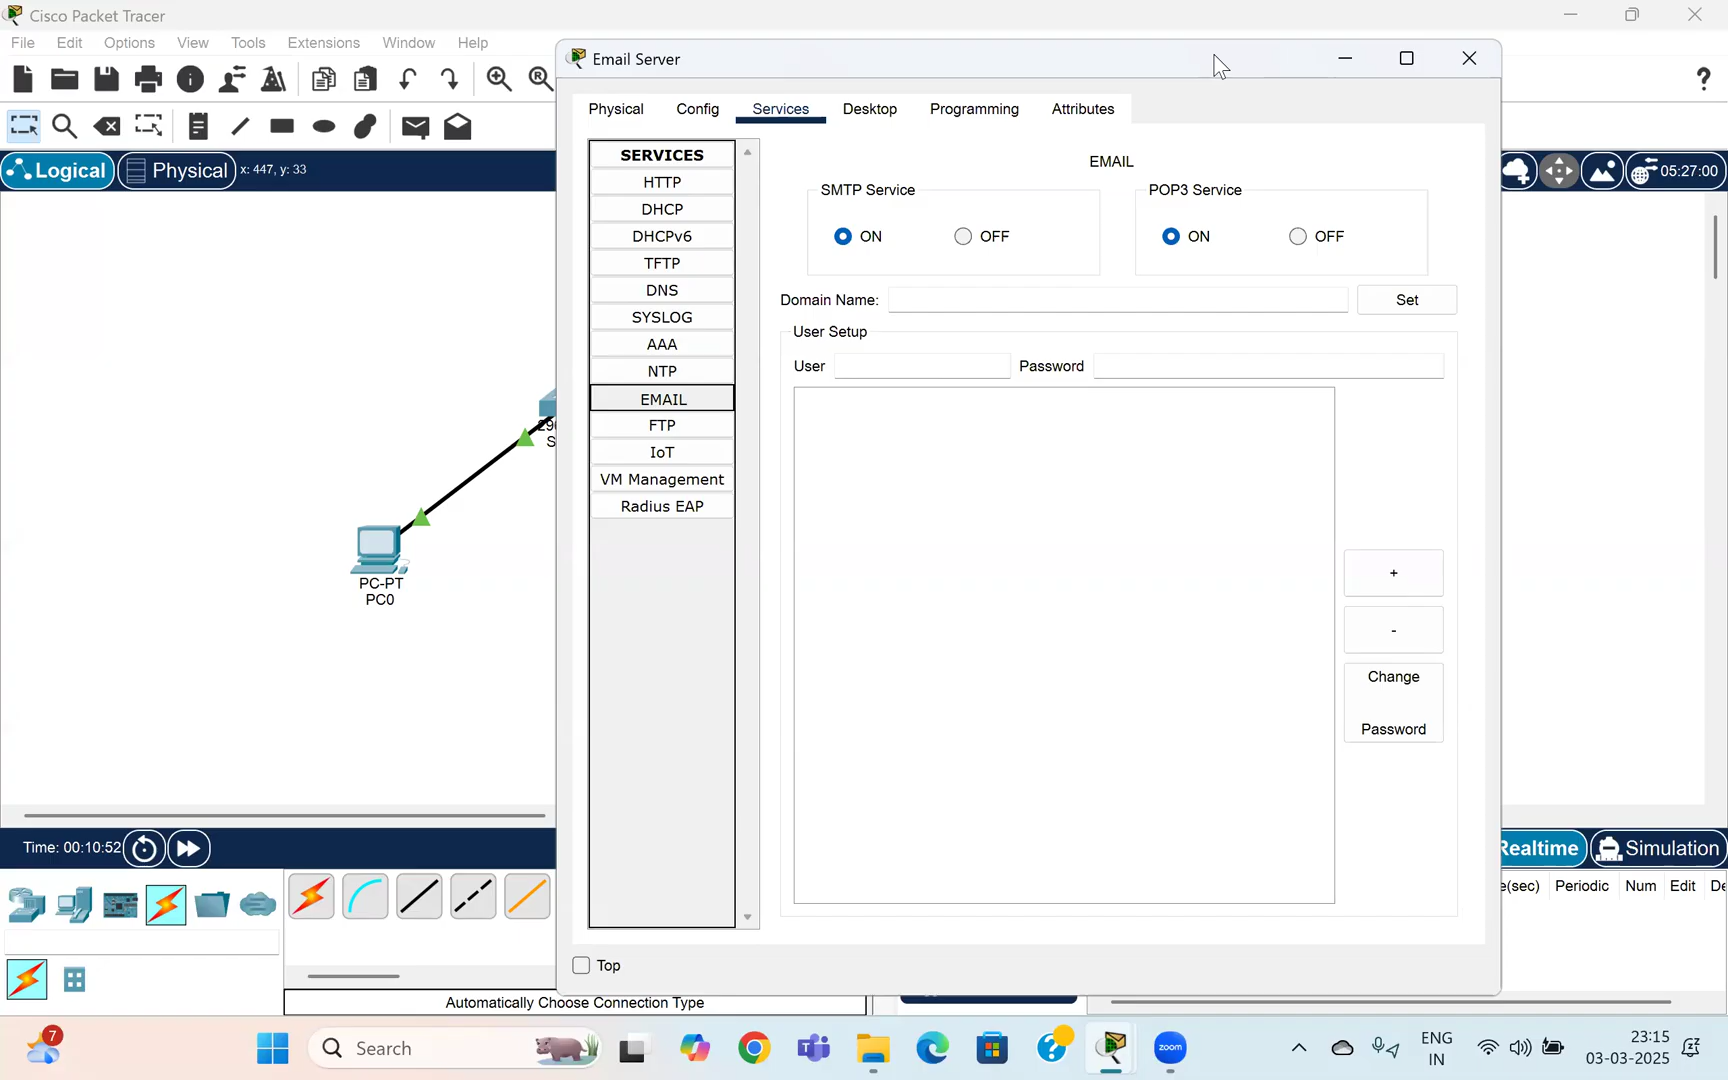 Cisco Packet Tracer
File Edit Options View Tools Extensions Window Help
Logical Physical x: 447, y: 33
PC-PT
PC0
Email Server
Physical Config Services Desktop Programming Attributes
SERVICES
HTTP
DHCP
DHCPv6
TFTP
DNS
SYSLOG
AAA
NTP
EMAIL
FTP
IoT
VM Management
Radius EAP
EMAIL
SMTP Service
ON OFF
POP3 Service
ON OFF
Domain Name: Set
User Setup
User Password
+
-
Change
Password
Top
05:27:00
Time: 00:10:52
Realtime Simulation
e(sec) Periodic Num Edit
Automatically Choose Connection Type
7
Search
zoom
ENG
IN
23:15
03-03-2025